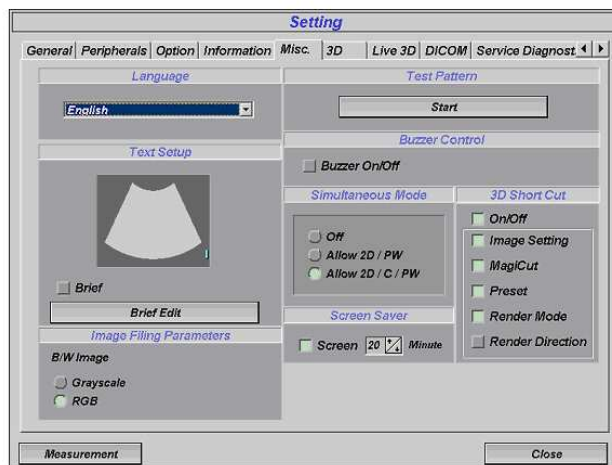 Setting
General Peripherals Option Information Misc. 3D Live 3D DICOM Service Diagnost
Language
English
Text Setup
Brief
Brief Edit
Image Filing Parameters
B/W Image
Grayscale
RGB
Test Pattern
Start
Buzzer Control
Buzzer On/Off
Simultaneous Mode
Off
Allow 2D / PW
Allow 2D / C / PW
Screen Saver
Screen 20 Minute
3D Short Cut
On/Off
Image Setting
MagiCut
Preset
Render Mode
Render Direction
Measurement
Close